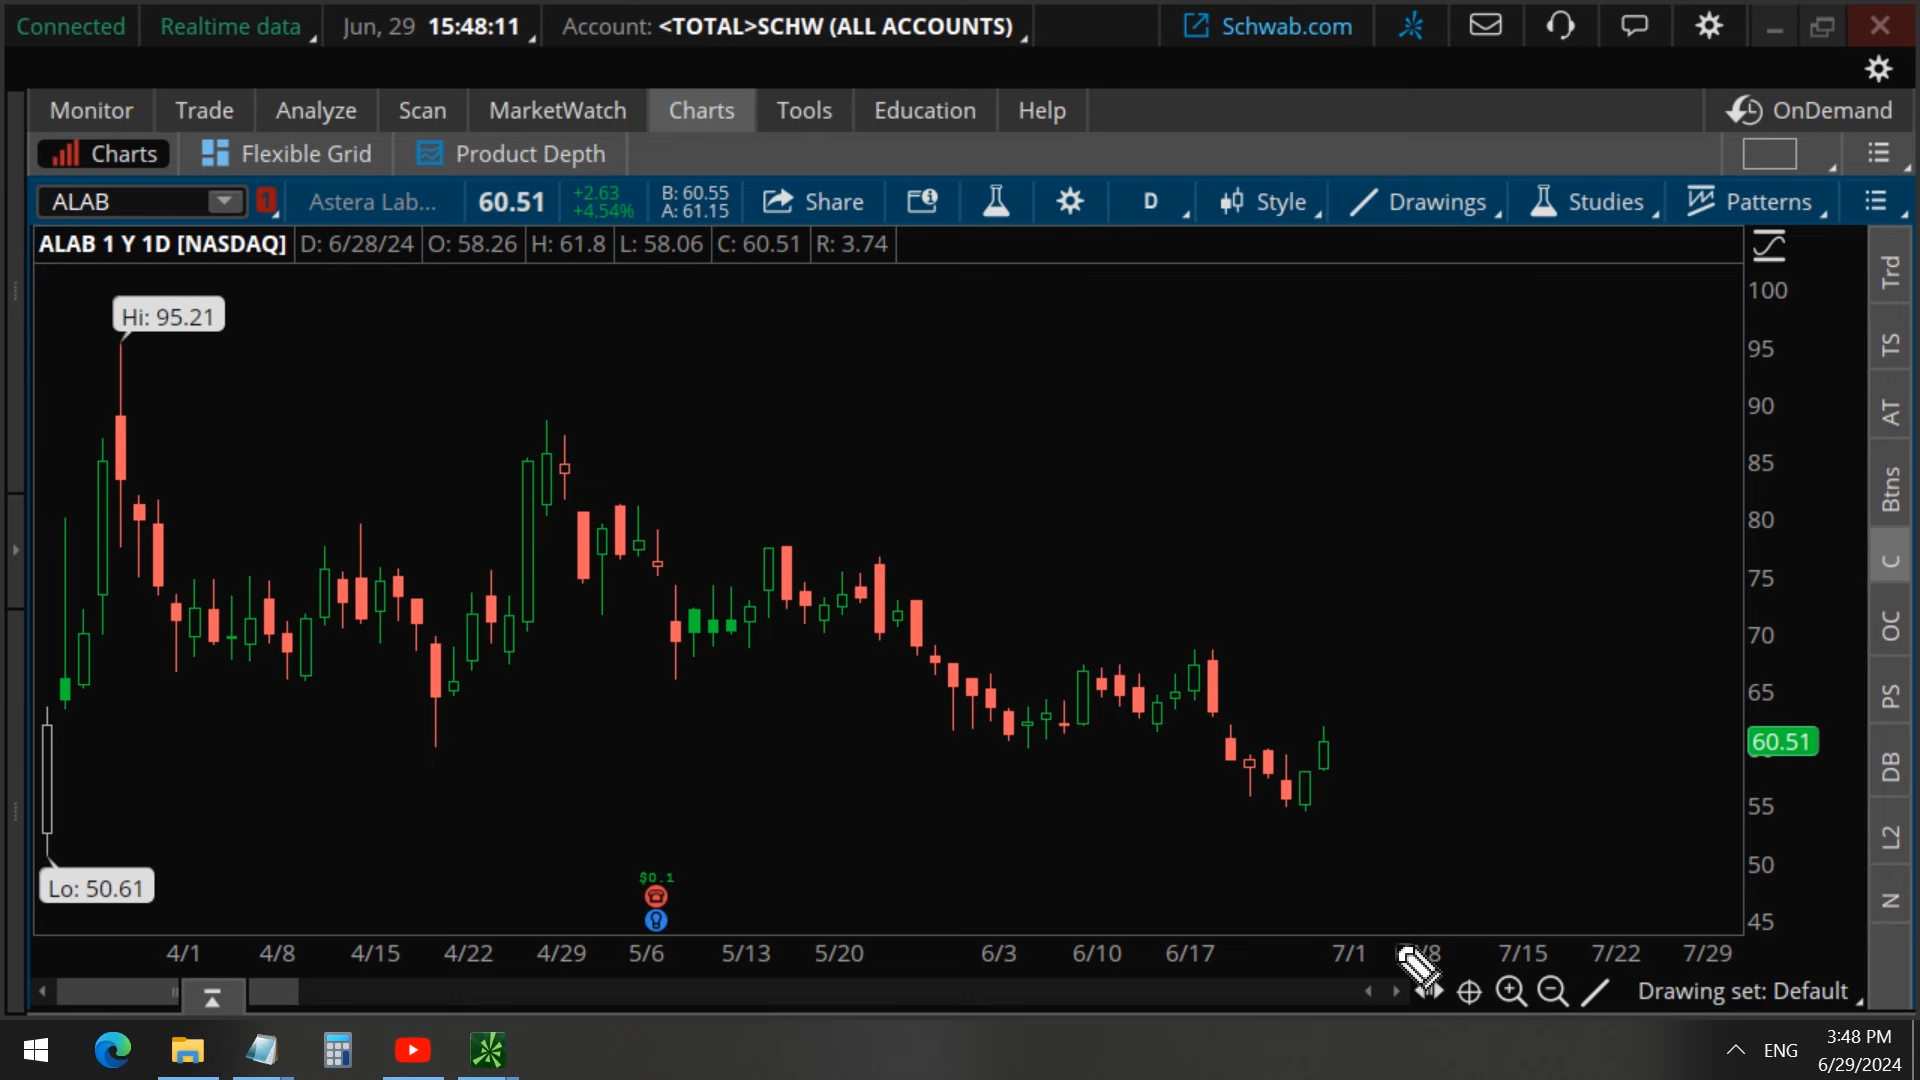 Connected
Realtime data
Jun, 29 15:48:11
Account: <TOTAL>SCHW (ALL ACCOUNTS)
Schwab.com
Monitor
Trade
Analyze
Scan
MarketWatch
Charts
Tools
Education
Help
OnDemand
Charts
Flexible Grid
Product Depth
ALAB
1
Astera Lab...
60.51
+2.63
+4.54%
B: 60.55
A: 61.15
Share
D
Style
Drawings
Studies
Patterns
ALAB 1 Y 1D [NASDAQ]
D: 6/28/24
O: 58.26
H: 61.8
L: 58.06
C: 60.51
R: 3.74
Hi: 95.21
Lo: 50.61
$0.1
100
95
90
85
80
75
70
65
60.51
55
50
45
Trd
TS
AT
Btns
C
OC
PS
DB
L2
N
4/1
4/8
4/15
4/22
4/29
5/6
5/13
5/20
6/3
6/10
6/17
7/1
7/15
7/22
7/29
Drawing set: Default
ENG
3:48 PM
6/29/2024